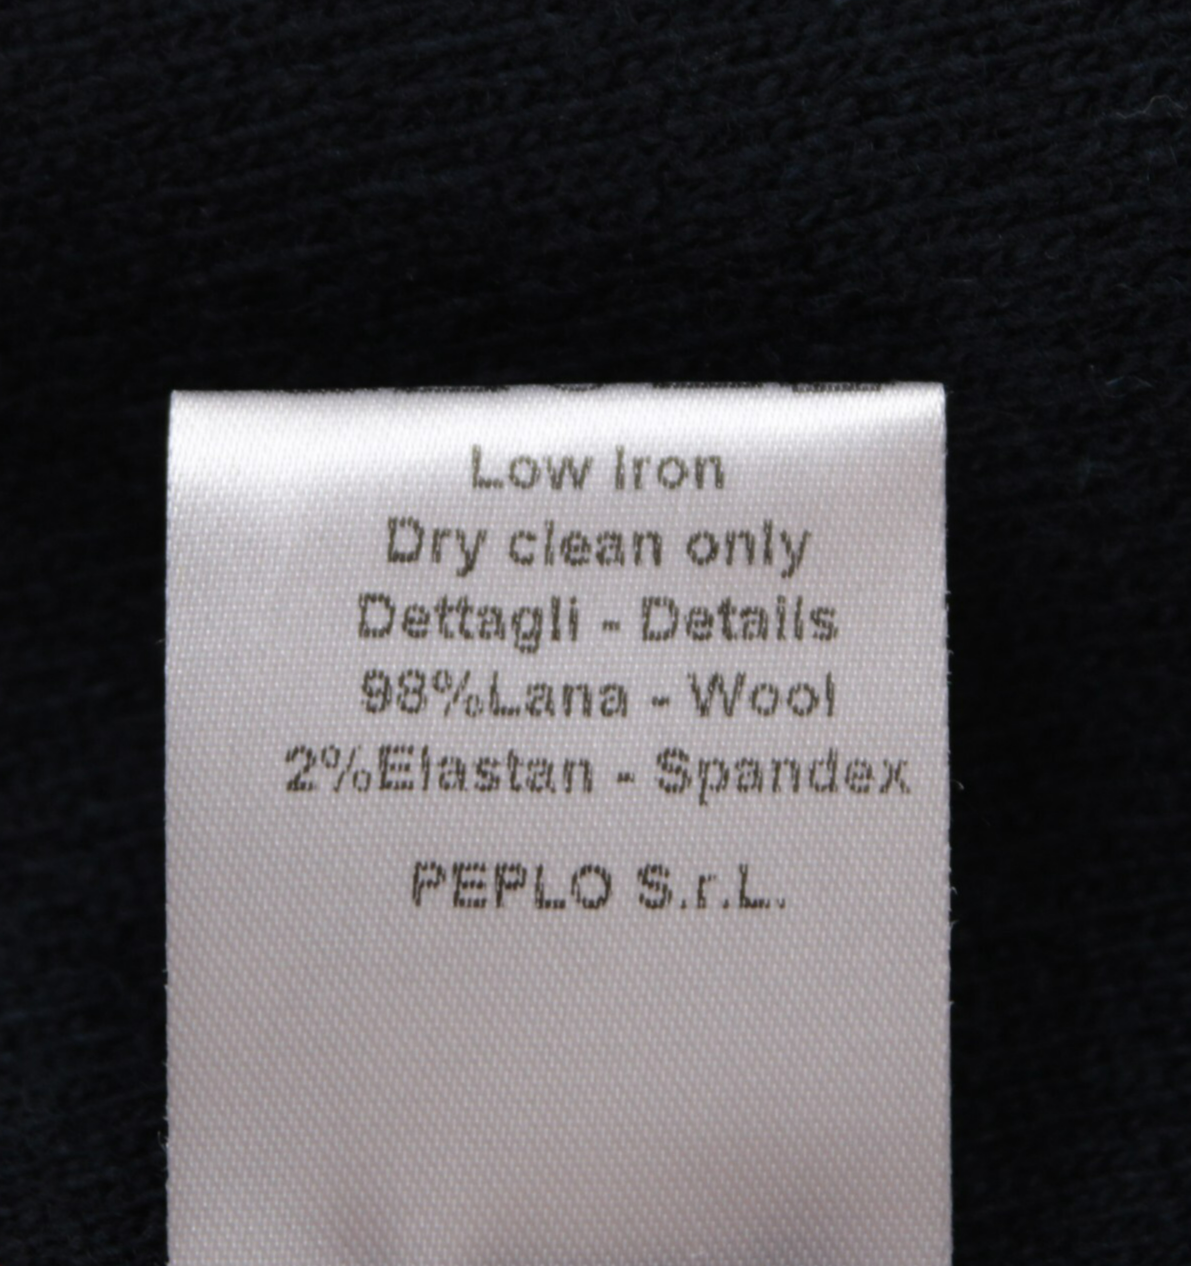 Low Iron
Dry clean only
Dettagli - Details
98%Lana - Wool
2%Elastan - Spandex
PEPLO S.r.L.